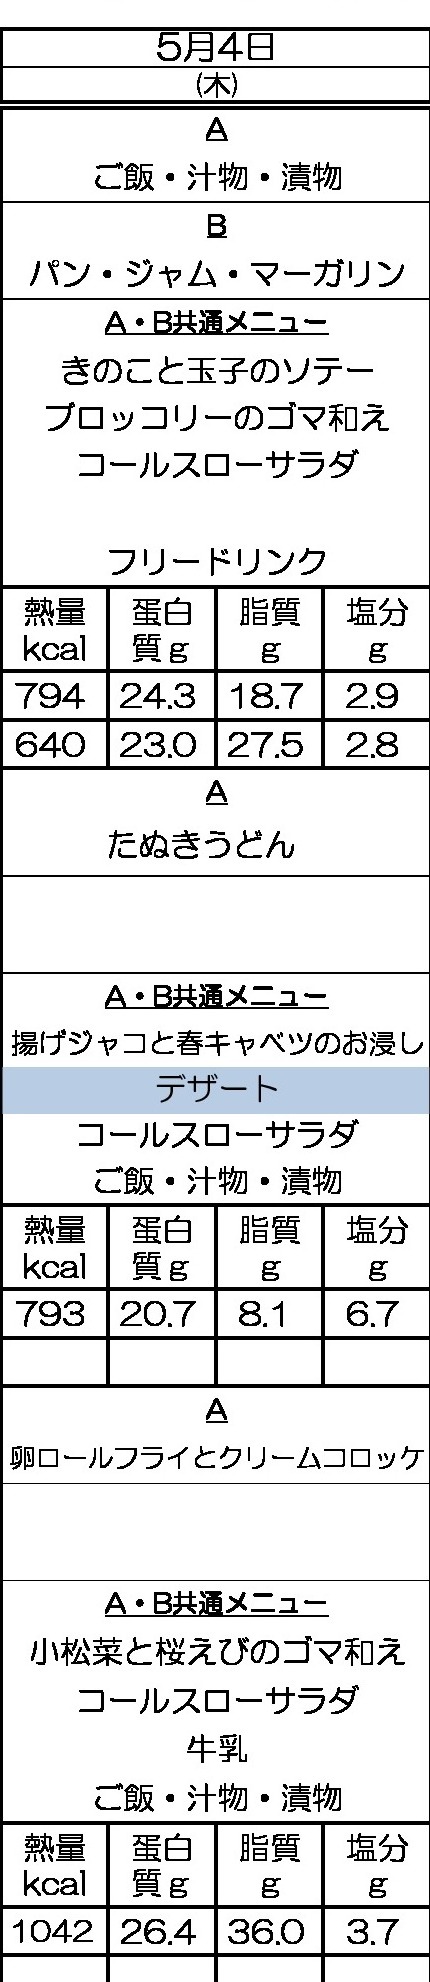 5月4日
(木)
A
ご飯・汁物・漬物
B
パン・ジャム・マーガリン
A・B共通メニュー
きのこと玉子のソテー
ブロッコリーのゴマ和え
コールスローサラダ
フリードリンク
熱量 蛋白 脂質 塩分
kcal 質g g g
794 24.3 18.7 2.9
640 23.0 27.5 2.8
A
たぬきうどん
A・B共通メニュー
揚げジャコと春キャベツのお浸し
デザート
コールスローサラダ
ご飯・汁物・漬物
熱量 蛋白 脂質 塩分
kcal 質g g g
793 20.7 8.1 6.7
A
卵ロールフライとクリームコロッケ
A・B共通メニュー
小松菜と桜えびのゴマ和え
コールスローサラダ
牛乳
ご飯・汁物・漬物
熱量 蛋白 脂質 塩分
kcal 質g g g
1042 26.4 36.0 3.7